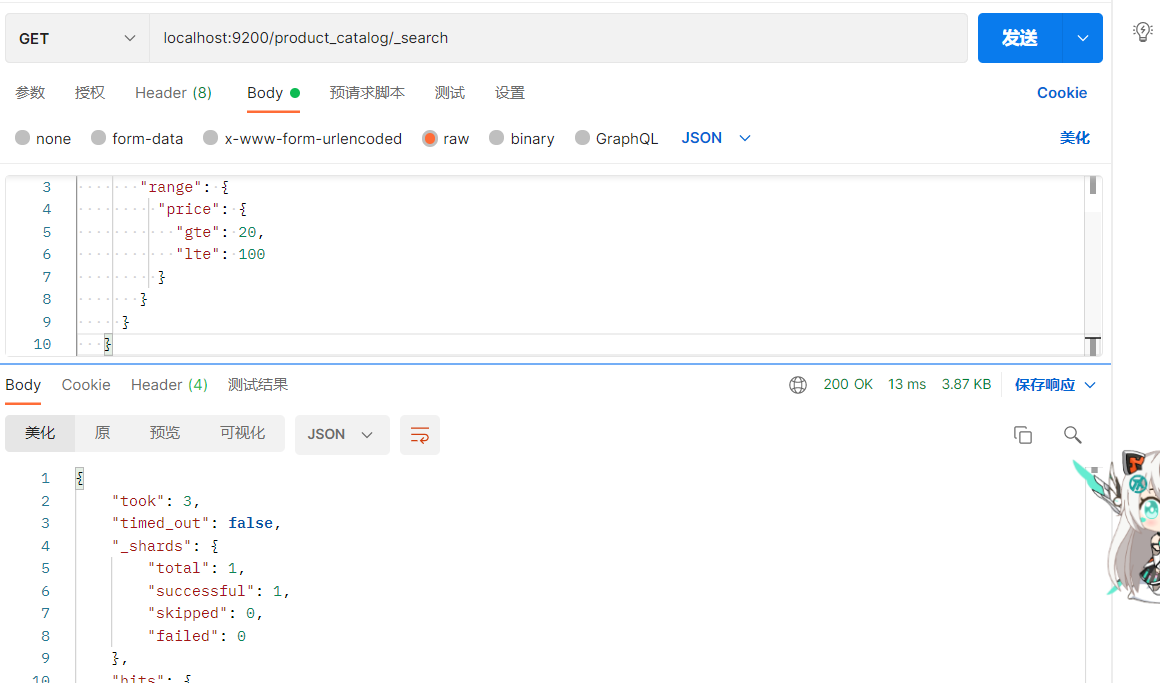 GET localhost:9200/product_catalog/_search 发送
参数 授权 Header (8) Body 预请求脚本 测试 设置 Cookie
none form-data x-www-form-urlencoded raw binary GraphQL JSON 美化
3 "range": {
4 "price": {
5 "gte": 20,
6 "lte": 100
7 }
8 }
9 }
10 }
Body Cookie Header (4) 测试结果 200 OK 13 ms 3.87 KB 保存响应
美化 原 预览 可视化 JSON
1 {
2 "took": 3,
3 "timed_out": false,
4 "_shards": {
5 "total": 1,
6 "successful": 1,
7 "skipped": 0,
8 "failed": 0
9 },
10 "hits": {